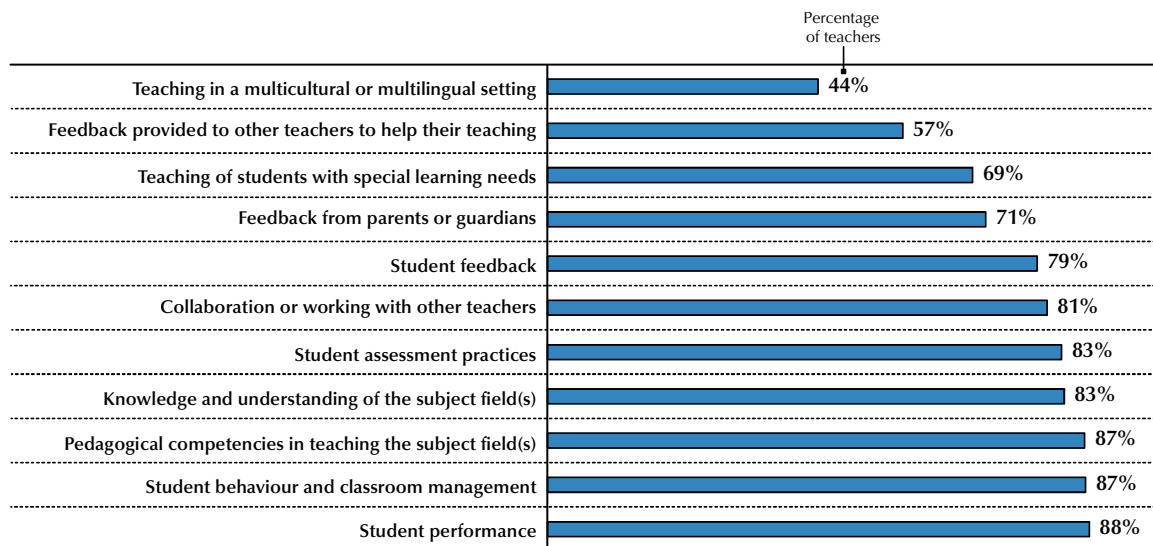 Percentage
of teachers
Teaching in a multicultural or multilingual setting 44%
Feedback provided to other teachers to help their teaching 57%
Teaching of students with special learning needs 69%
Feedback from parents or guardians 71%
Student feedback 79%
Collaboration or working with other teachers 81%
Student assessment practices 83%
Knowledge and understanding of the subject field(s) 83%
Pedagogical competencies in teaching the subject field(s) 87%
Student behaviour and classroom management 87%
Student performance 88%